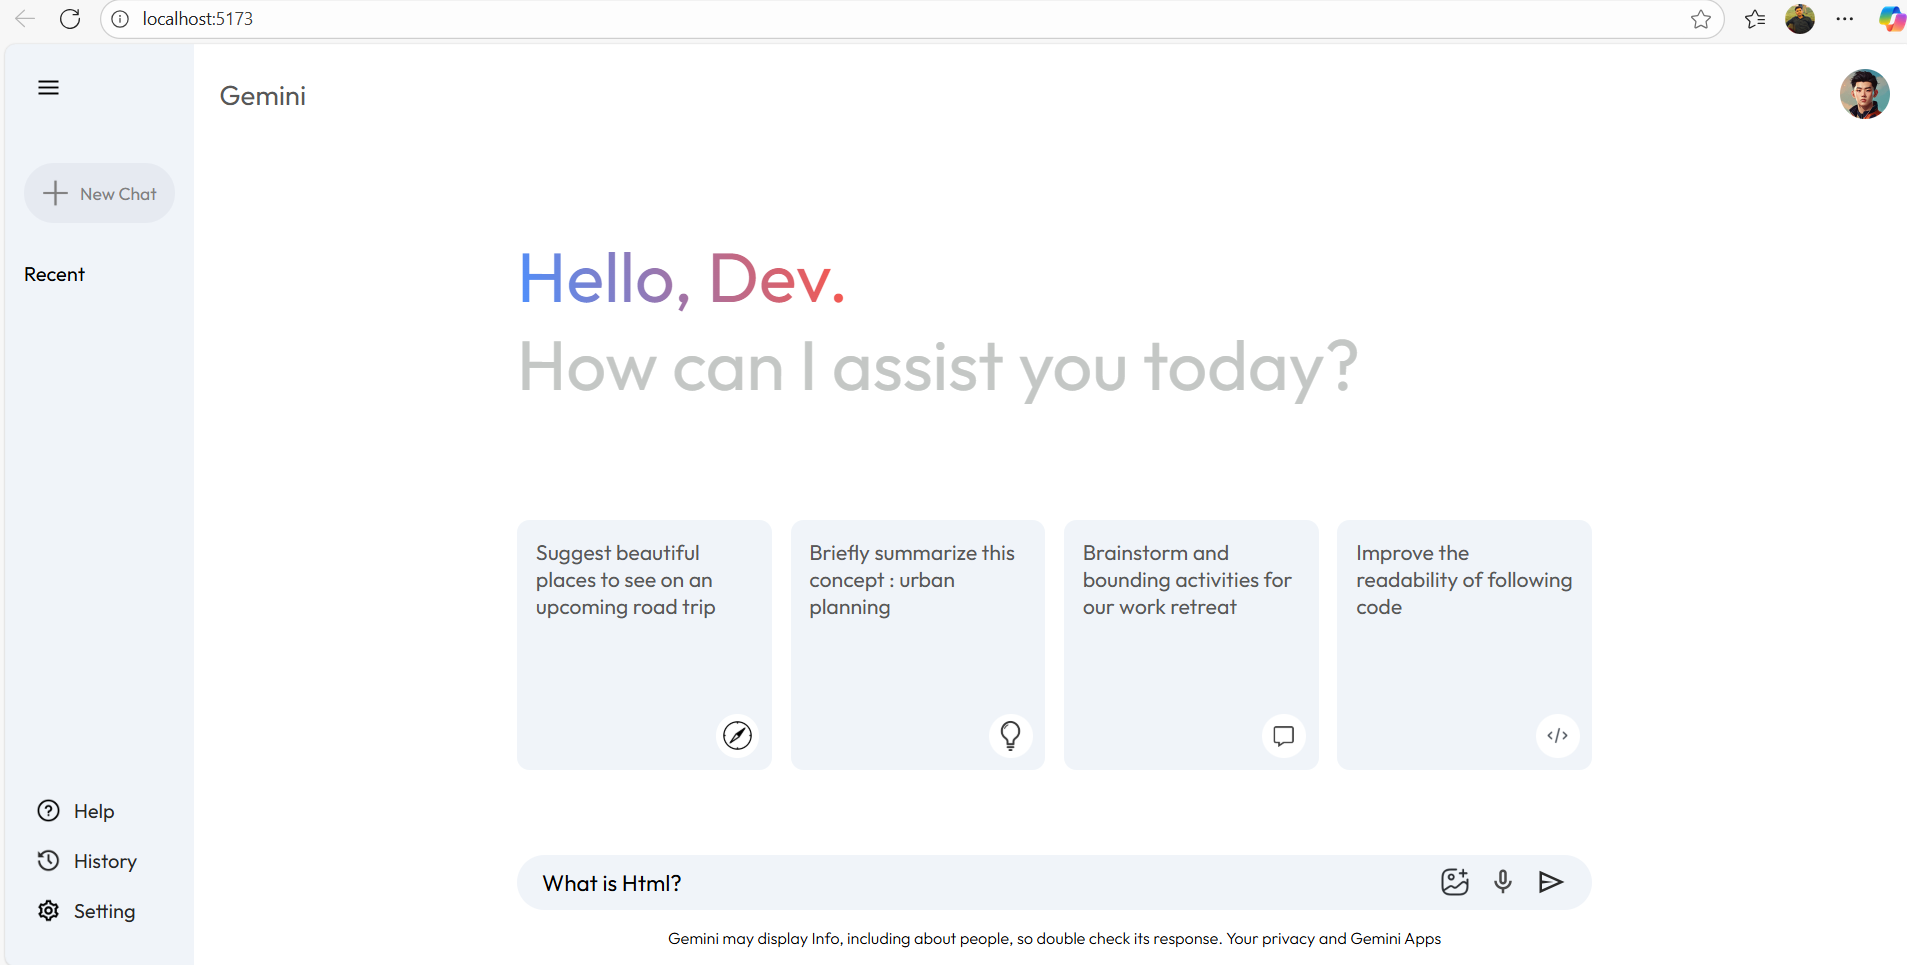 localhost:5173
Gemini
New Chat
Recent
Hello, Dev.
How can I assist you today?
Suggest beautiful
places to see on an
upcoming road trip
Briefly summarize this
concept : urban
planning
Brainstorm and
bounding activities for
our work retreat
Improve the
readability of following
code
</>
Help
History
Setting
What is Html?
Gemini may display Info, including about people, so double check its response. Your privacy and Gemini Apps